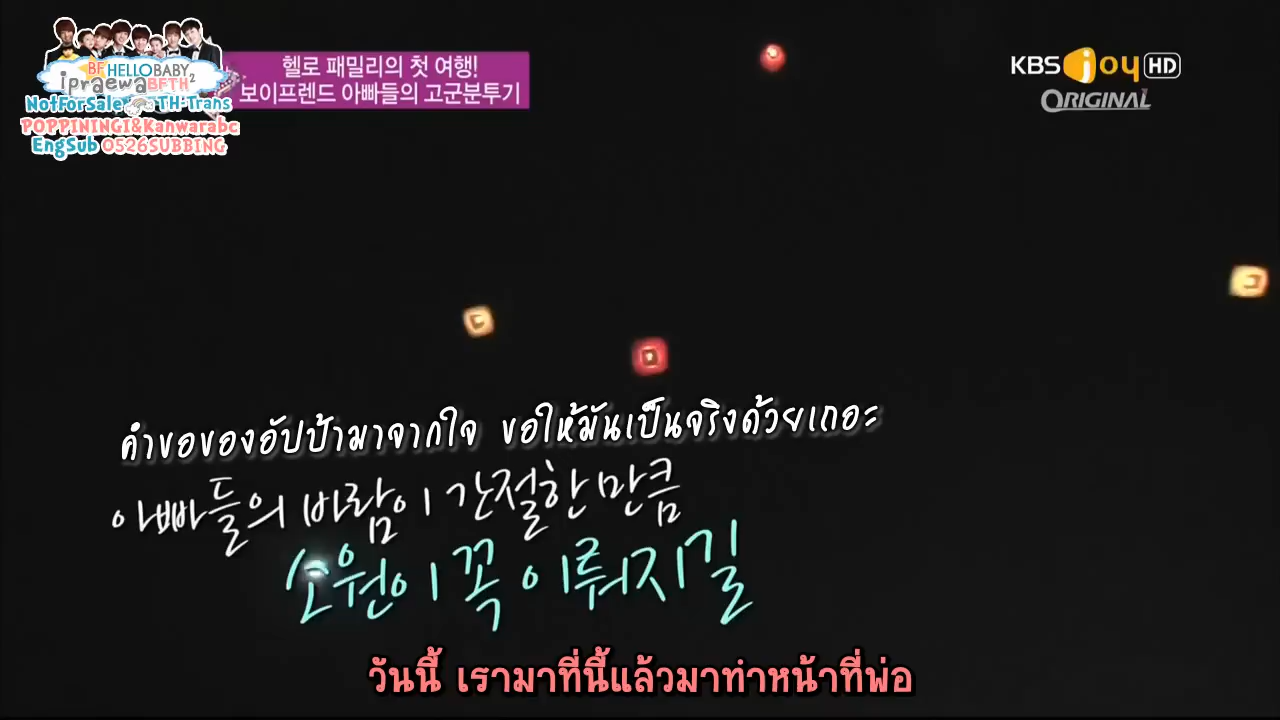 BF HELLOBABY
ipraewaBFTH2
NotForSale TH Trans
POPPININGI&Kanwarabc
EngSub 0526SUBBING
헬로 패밀리의 첫 여행!
보이프렌드 아빠들의 고군분투기
KBS joy HD
ORIGINAL
คำขอของอัปป้ามาจากใจ ขอให้มันเป็นจริงด้วยเถอะ
아빠들의 바람이 간절한 만큼
소원이 꼭 이뤄지길
วันนี้ เรามาที่นี้แล้วมาทำหน้าที่พ่อ